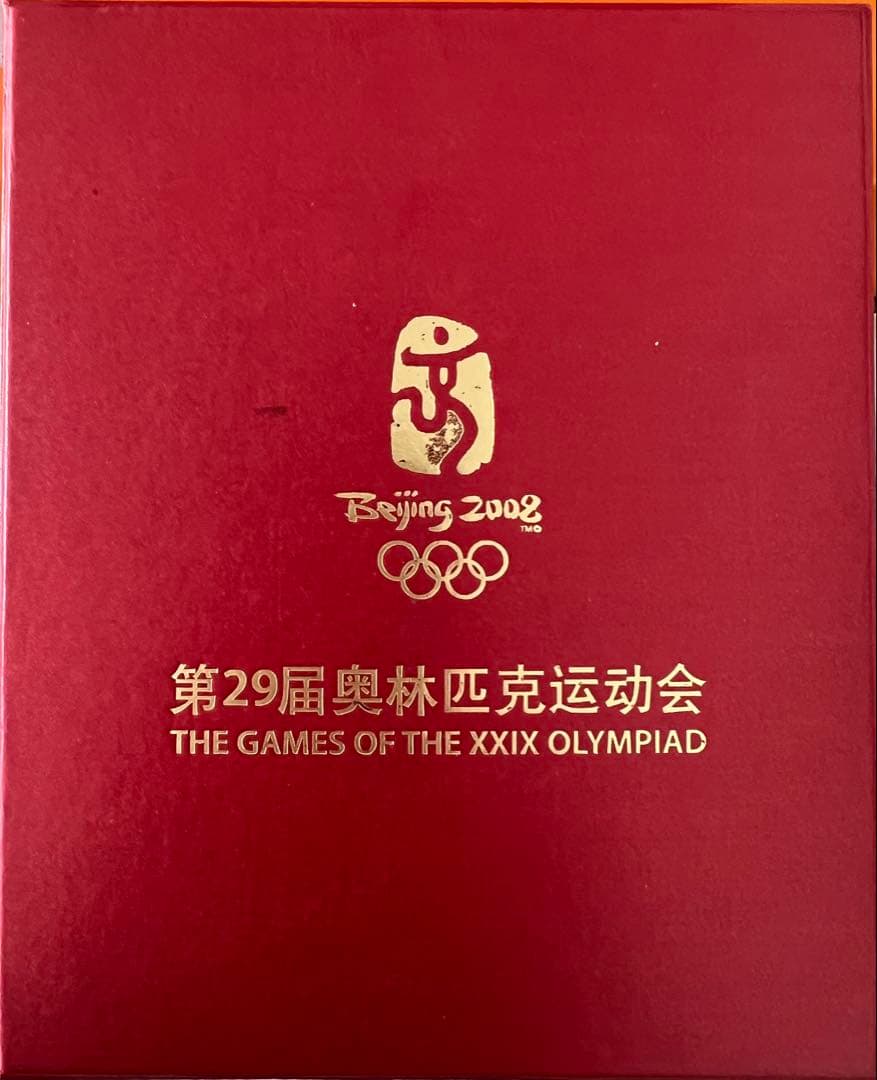 Beijing 2008
TM©
第29届奥林匹克运动会
THE GAMES OF THE XXIX OLYMPIAD